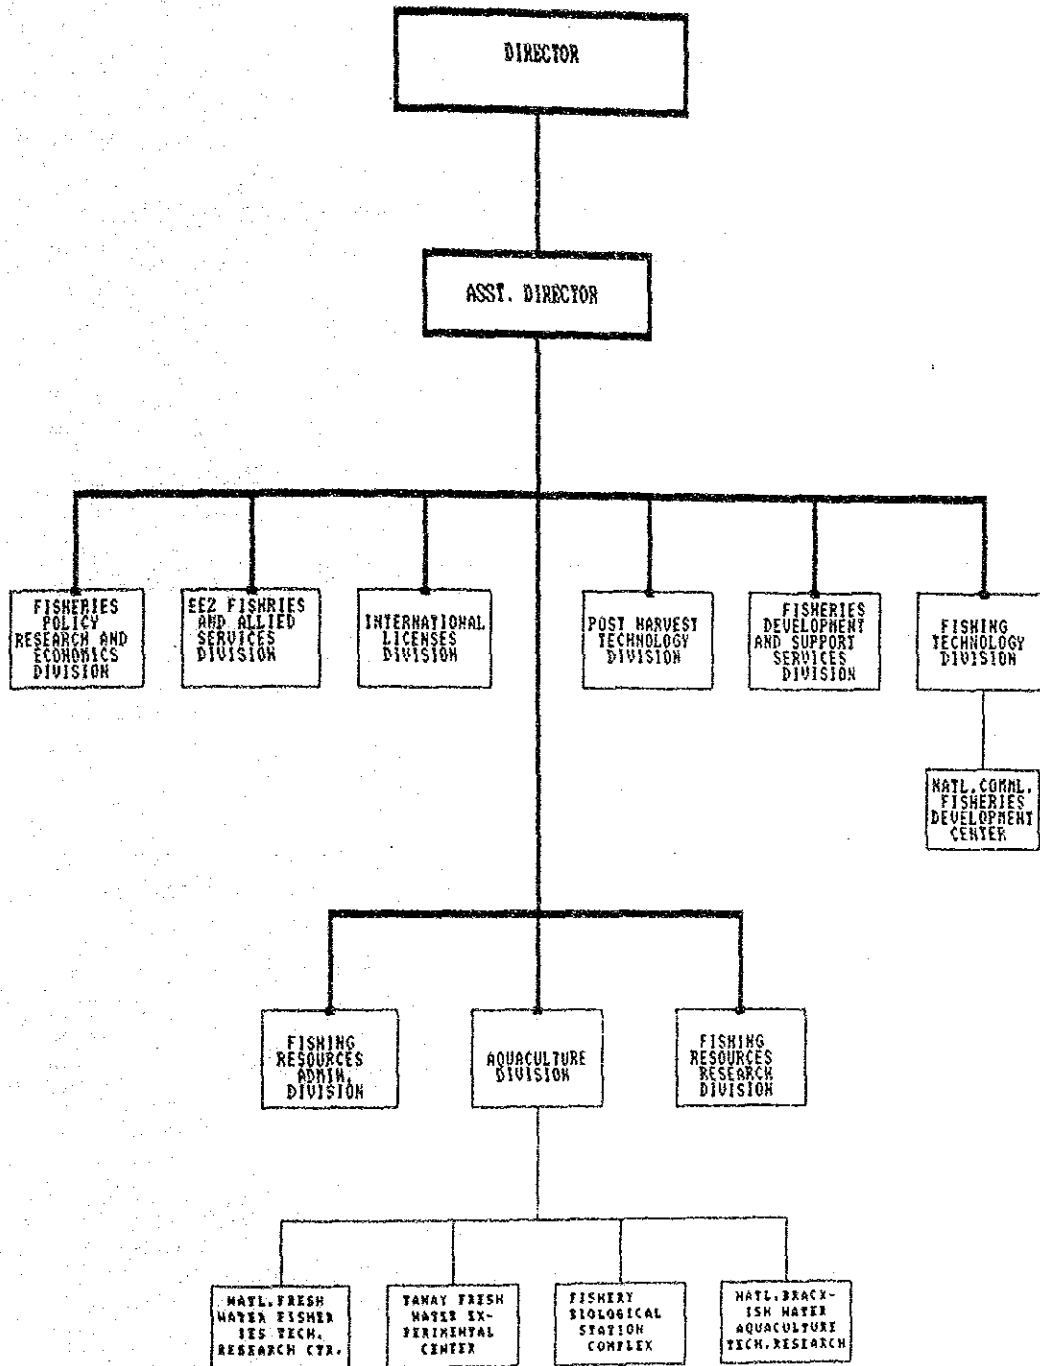 DIRECTOR
ASST. DIRECTOR
FISHERIES
POLICY
RESEARCH AND
ECONOMICS
DIVISION
EEZ FISHRIES
AND ALLIED
SERVICES
DIVISION
INTERNATIONAL
LICENSES
DIVISION
POST HARVEST
TECHNOLOGY
DIVISION
FISHERIES
DEVELOPMENT
AND SUPPORT
SERVICES
DIVISION
FISHING
TECHNOLOGY
DIVISION
NATL.COMML.
FISHERIES
DEVELOPMENT
CENTER
FISHING
RESOURCES
ADMIN.
DIVISION
AQUACULTURE
DIVISION
FISHING
RESOURCES
RESEARCH
DIVISION
NATL.FRESH
WATER FISHER
IES TECH.
RESEARCH CTR.
TANAY FRESH
WATER EX-
PERIMENTAL
CENTER
FISHERY
BIOLOGICAL
STATION
COMPLEX
NATL.BRACK-
ISH WATER
AQUACULTURE
TECH.RESEARCH